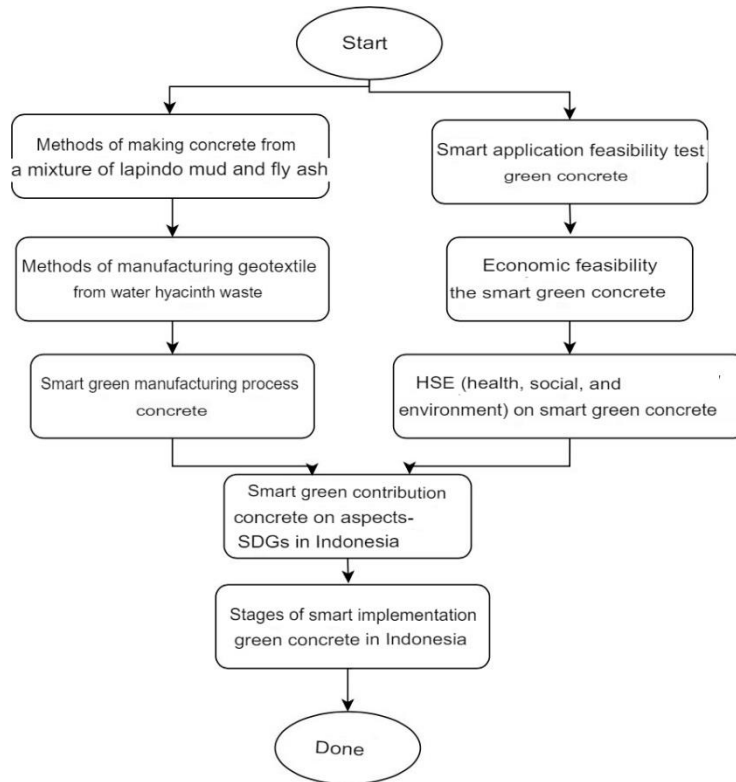 Start
Methods of making concrete from
a mixture of lapindo mud and fly ash
Smart application feasibility test
green concrete
Methods of manufacturing geotextile
from water hyacinth waste
Economic feasibility
the smart green concrete
Smart green manufacturing process
concrete
HSE (health, social, and
environment) on smart green concrete
Smart green contribution
concrete on aspects-
SDGs in Indonesia
Stages of smart implementation
green concrete in Indonesia
Done